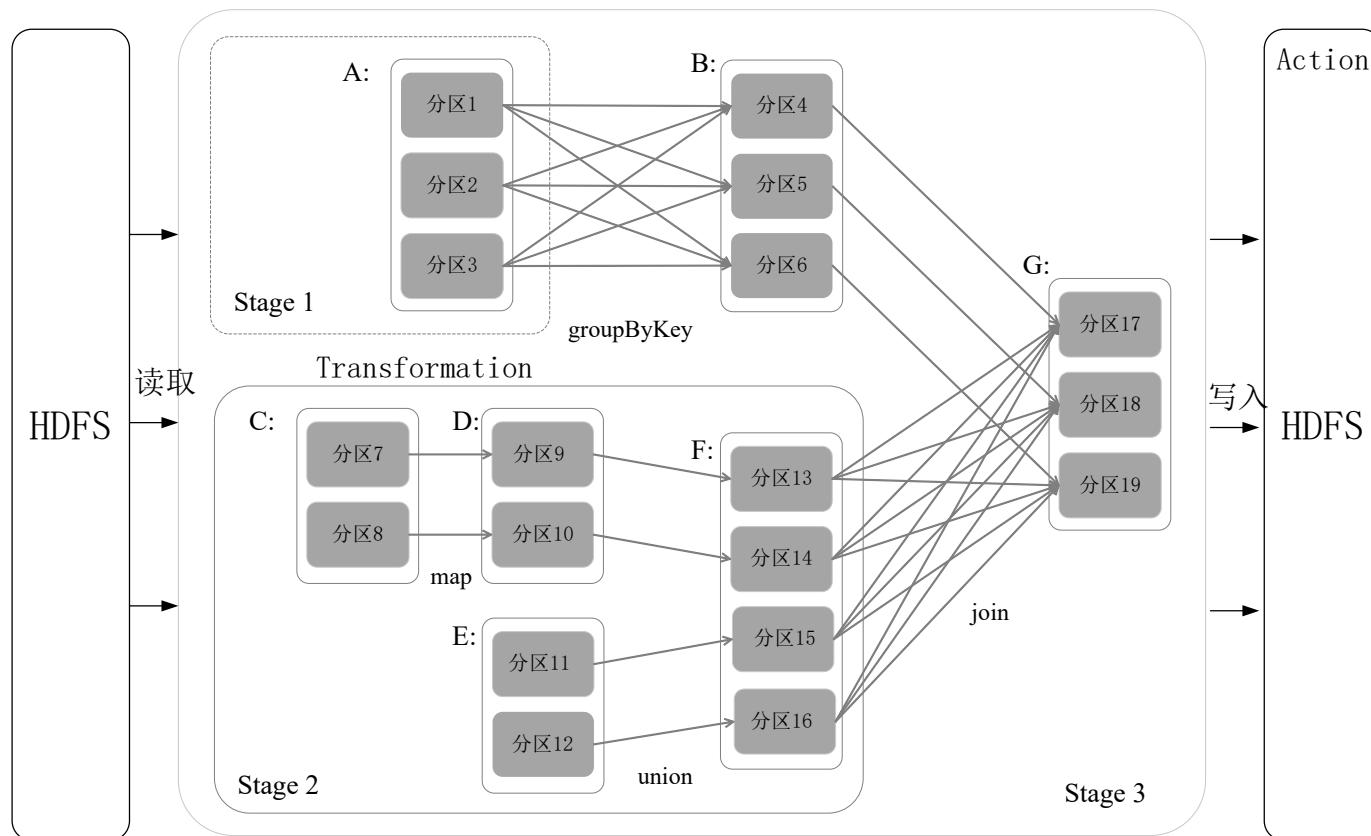 HDFS
读取
A:
分区1
分区2
分区3
Stage 1
B:
分区4
分区5
分区6
groupByKey
Transformation
C:
分区7
分区8
map
D:
分区9
分区10
E:
分区11
分区12
union
F:
分区13
分区14
分区15
分区16
Stage 2
join
G:
分区17
分区18
分区19
Stage 3
写入
Action
HDFS